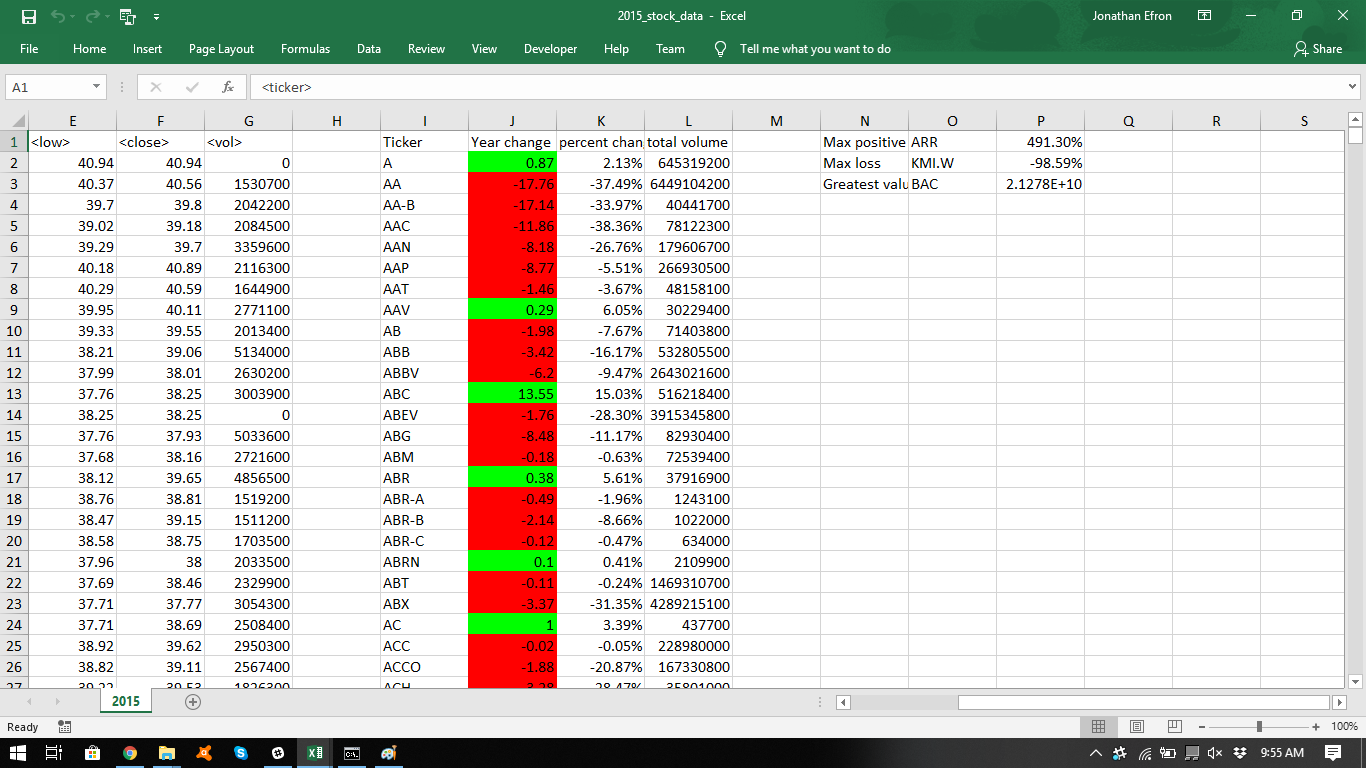 2015_stock_data - Excel
Jonathan Efron
File Home Insert Page Layout Formulas Data Review View Developer Help Team Tell me what you want to do Share
A1 fx <ticker>
E F G H I J K L M N O P Q R S
1 <low> <close> <vol> Ticker Year change percent chan total volume Max positive ARR 491.30%
2 40.94 40.94 0 A 0.87 2.13% 645319200 Max loss KMI.W -98.59%
3 40.37 40.56 1530700 AA -17.76 -37.49% 6449104200 Greatest valu BAC 2.1278E+10
4 39.7 39.8 2042200 AA-B -17.14 -33.97% 40441700
5 39.02 39.18 2084500 AAC -11.86 -38.36% 78122300
6 39.29 39.7 3359600 AAN -8.18 -26.76% 179606700
7 40.18 40.89 2116300 AAP -8.77 -5.51% 266930500
8 40.29 40.59 1644900 AAT -1.46 -3.67% 48158100
9 39.95 40.11 2771100 AAV 0.29 6.05% 30229400
10 39.33 39.55 2013400 AB -1.98 -7.67% 71403800
11 38.21 39.06 5134000 ABB -3.42 -16.17% 532805500
12 37.99 38.01 2630200 ABBV -6.2 -9.47% 2643021600
13 37.76 38.25 3003900 ABC 13.55 15.03% 516218400
14 38.25 38.25 0 ABEV -1.76 -28.30% 3915345800
15 37.76 37.93 5033600 ABG -8.48 -11.17% 82930400
16 37.68 38.16 2721600 ABM -0.18 -0.63% 72539400
17 38.12 39.65 4856500 ABR 0.38 5.61% 37916900
18 38.76 38.81 1519200 ABR-A -0.49 -1.96% 1243100
19 38.47 39.15 1511200 ABR-B -2.14 -8.66% 1022000
20 38.58 38.75 1703500 ABR-C -0.12 -0.47% 634000
21 37.96 38 2033500 ABRN 0.1 0.41% 2109900
22 37.69 38.46 2329900 ABT -0.11 -0.24% 1469310700
23 37.71 37.77 3054300 ABX -3.37 -31.35% 4289215100
24 37.71 38.69 2508400 AC 1 3.39% 437700
25 38.92 39.62 2950300 ACC -0.02 -0.05% 228980000
26 38.82 39.11 2567400 ACCO -1.88 -20.87% 167330800
2015
Ready 100%
9:55 AM